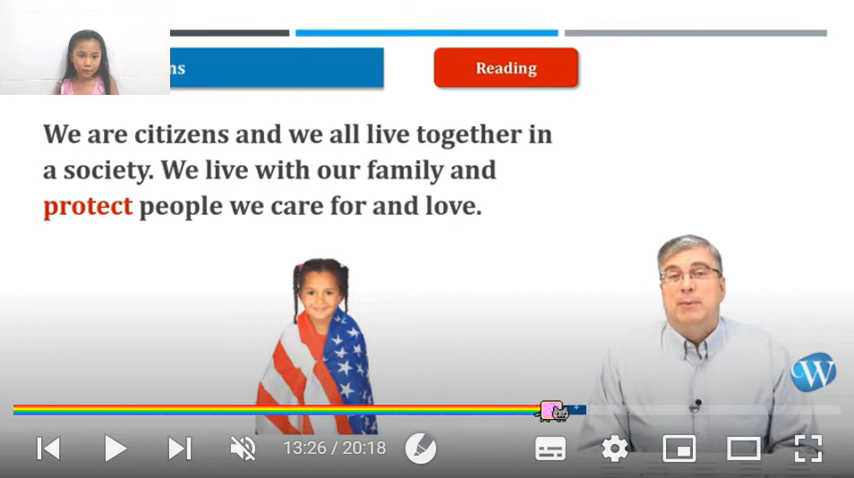 ns
Reading
We are citizens and we all live together in
a society. We live with our family and
protect people we care for and love.
W
13:26 / 20:18